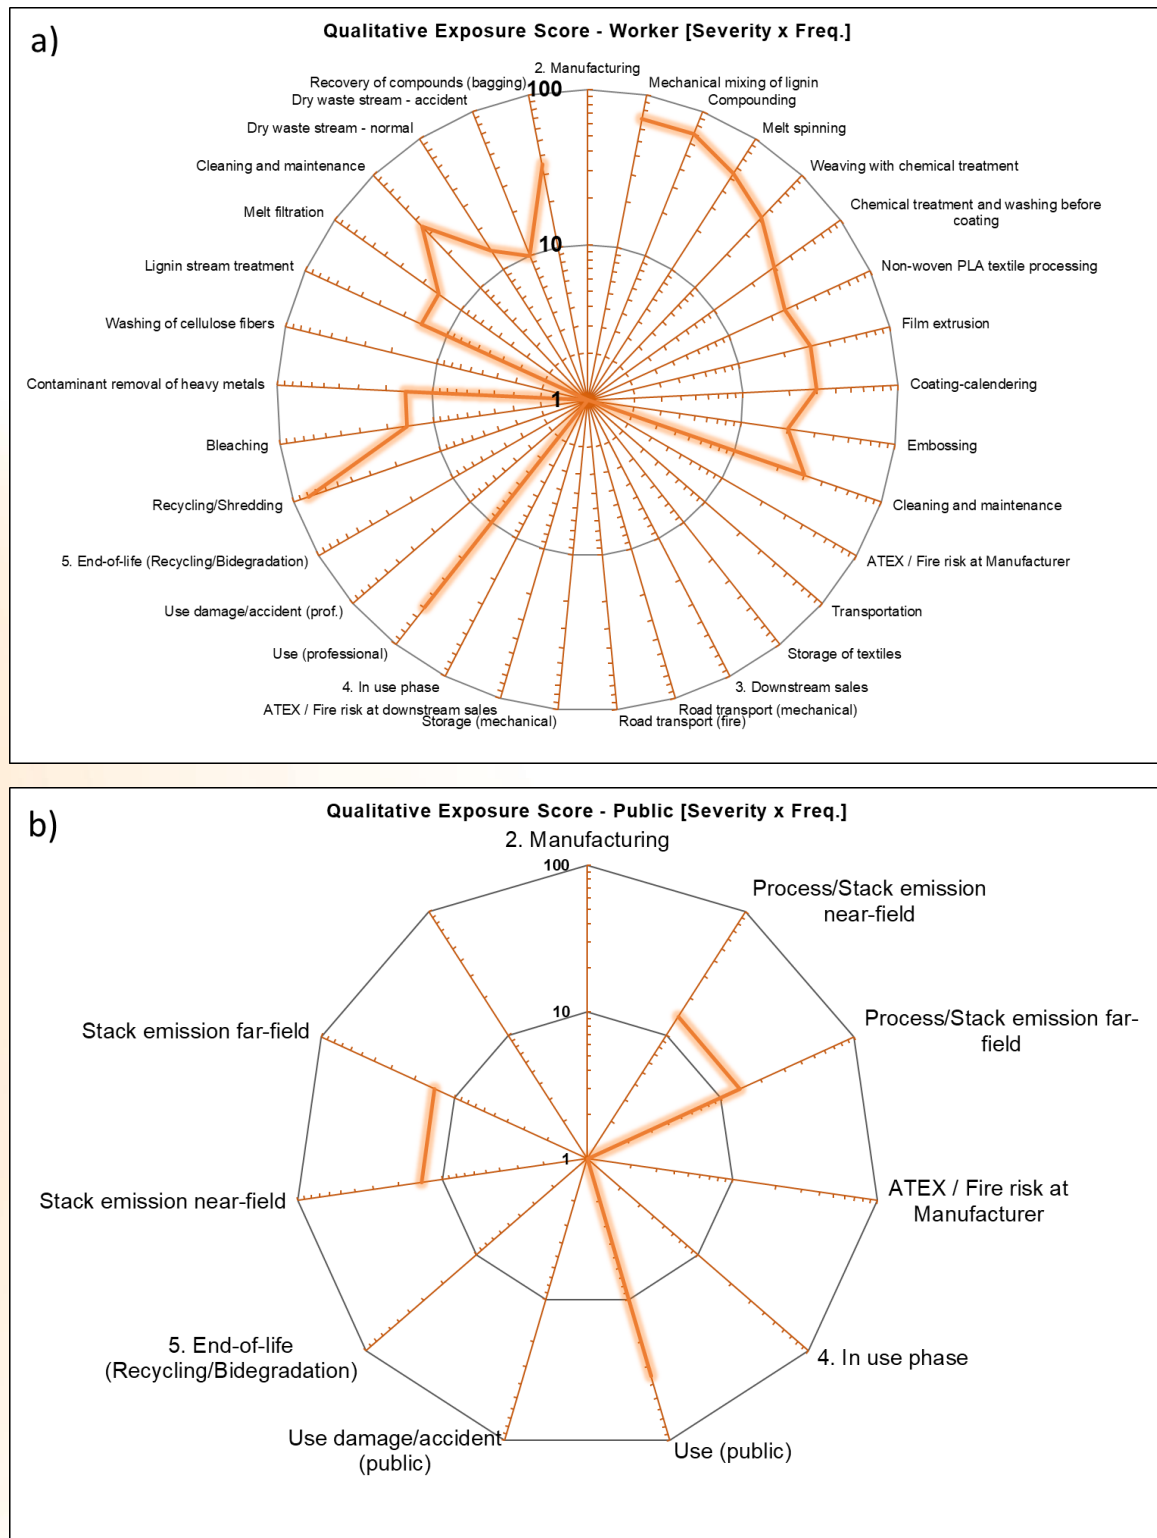 a)
Qualitative Exposure Score - Worker [Severity x Freq.]
2. Manufacturing
Mechanical mixing of lignin
Compounding
Melt spinning
Weaving with chemical treatment
Chemical treatment and washing before
coating
Non-woven PLA textile processing
Film extrusion
Coating-calendering
Embossing
Cleaning and maintenance
ATEX / Fire risk at Manufacturer
Transportation
Storage of textiles
3. Downstream sales
Road transport (mechanical)
Road transport (fire)
Storage (mechanical)
ATEX / Fire risk at downstream sales
4. In use phase
Use (professional)
Use damage/accident (prof.)
5. End-of-life (Recycling/Bidegradation)
Recycling/Shredding
Bleaching
Contaminant removal of heavy metals
Washing of cellulose fibers
Lignin stream treatment
Melt filtration
Cleaning and maintenance
Dry waste stream - normal
Dry waste stream - accident
Recovery of compounds (bagging)
100
10
1
b)
Qualitative Exposure Score - Public [Severity x Freq.]
2. Manufacturing
Process/Stack emission
near-field
Process/Stack emission far-
field
ATEX / Fire risk at
Manufacturer
4. In use phase
Use (public)
Use damage/accident
(public)
5. End-of-life
(Recycling/Bidegradation)
Stack emission near-field
Stack emission far-field
100
10
1